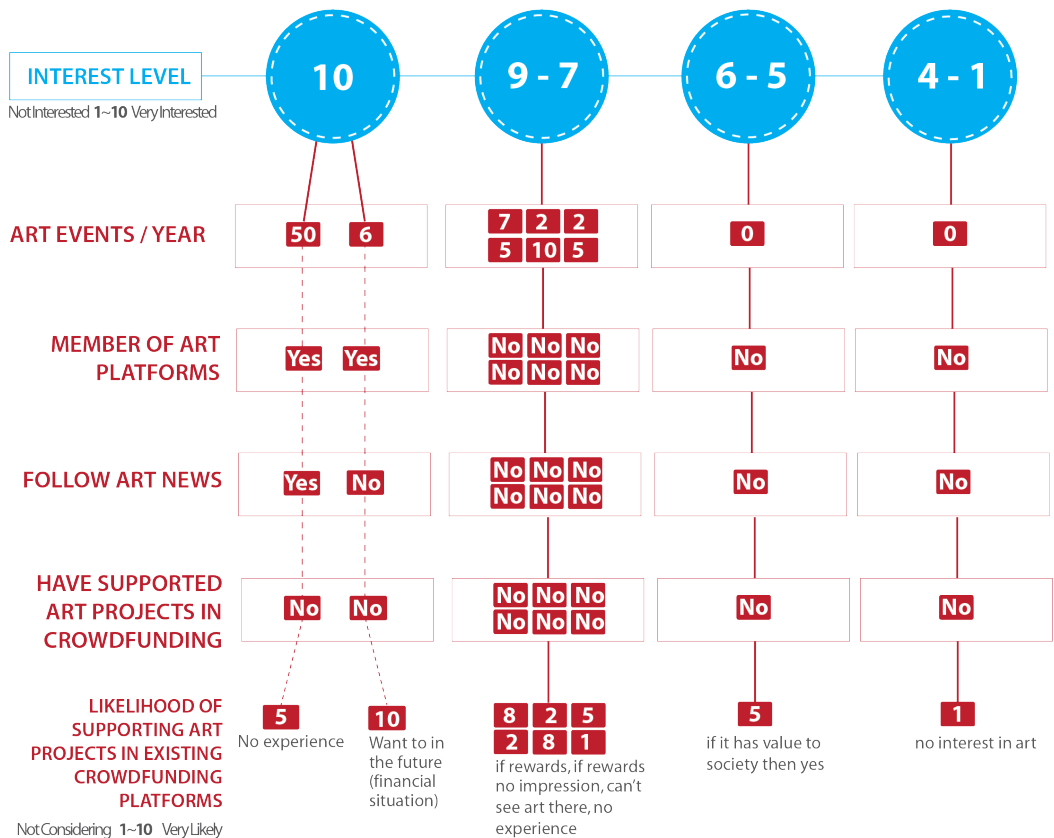 INTEREST LEVEL
Not Interested 1~10 Very Interested
10
9 - 7
6 - 5
4 - 1
ART EVENTS / YEAR
50 6
7 2 2
5 10 5
0
0
MEMBER OF ART
PLATFORMS
Yes Yes
No No No
No No No
No
No
FOLLOW ART NEWS
Yes No
No No No
No No No
No
No
HAVE SUPPORTED
ART PROJECTS IN
CROWDFUNDING
No No
No No No
No No No
No
No
LIKELIHOOD OF
SUPPORTING ART
PROJECTS IN EXISTING
CROWDFUNDING
PLATFORMS
Not Considering 1~10 Very Likely
5
No experience
10
Want to in
the future
(financial
situation)
8 2 5
2 8 1
if rewards, if rewards
no impression, can't
see art there, no
experience
5
if it has value to
society then yes
1
no interest in art